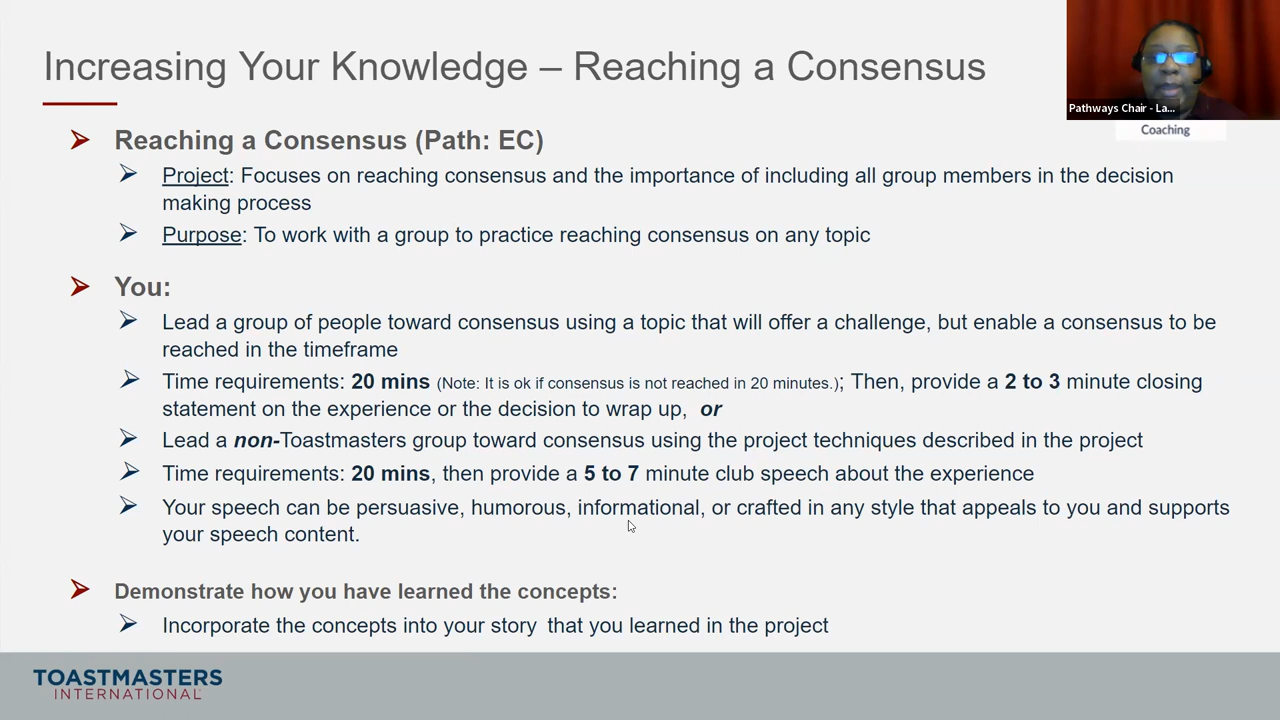 Increasing Your Knowledge – Reaching a Consensus
Pathways Chair - La...
Coaching
Reaching a Consensus (Path: EC)
Project: Focuses on reaching consensus and the importance of including all group members in the decision
making process
Purpose: To work with a group to practice reaching consensus on any topic
You:
Lead a group of people toward consensus using a topic that will offer a challenge, but enable a consensus to be
reached in the timeframe
Time requirements: 20 mins (Note: It is ok if consensus is not reached in 20 minutes.); Then, provide a 2 to 3 minute closing
statement on the experience or the decision to wrap up, or
Lead a non-Toastmasters group toward consensus using the project techniques described in the project
Time requirements: 20 mins, then provide a 5 to 7 minute club speech about the experience
Your speech can be persuasive, humorous, informational, or crafted in any style that appeals to you and supports
your speech content.
Demonstrate how you have learned the concepts:
Incorporate the concepts into your story that you learned in the project
TOASTMASTERS
INTERNATIONAL